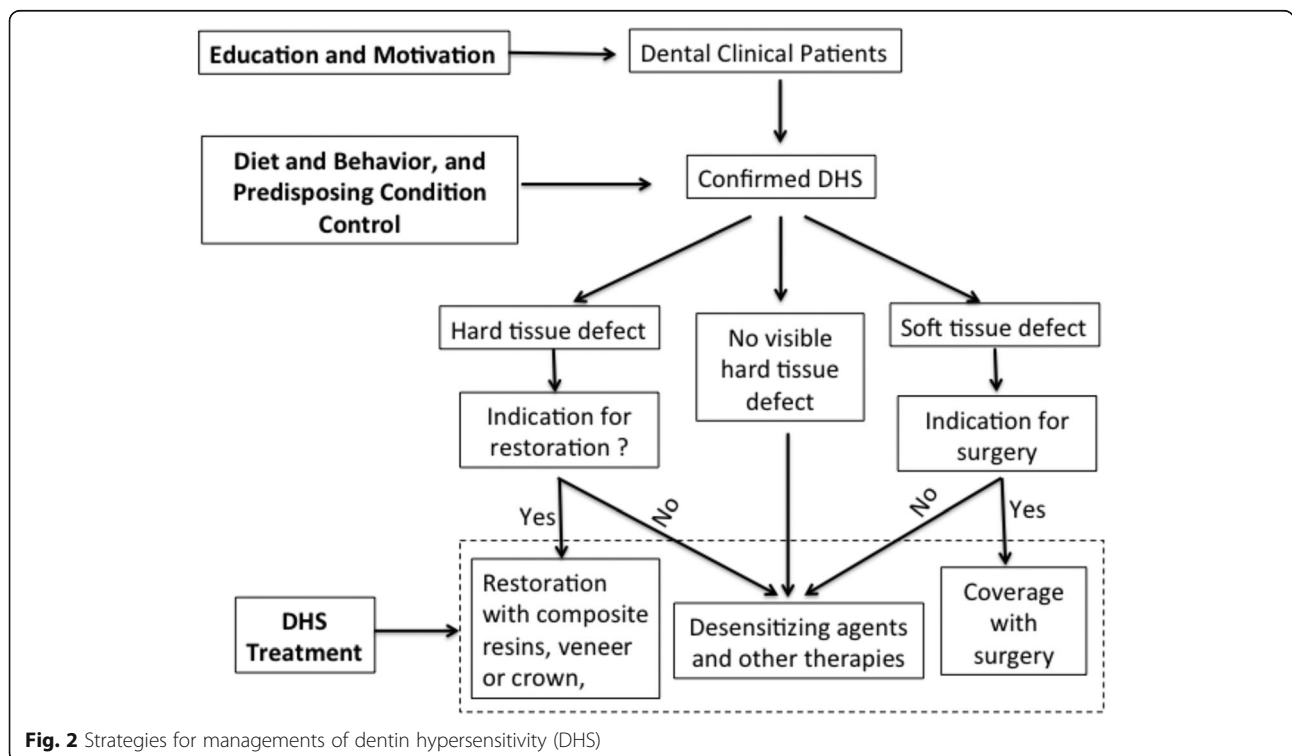 Education and Motivation
Dental Clinical Patients
Diet and Behavior, and
Predisposing Condition
Control
Confirmed DHS
Hard tissue defect
No visible
hard tissue
defect
Soft tissue defect
Indication for
restoration ?
Indication for
surgery
Yes
No
No
Yes
DHS
Treatment
Restoration
with composite
resins, veneer
or crown,
Desensitizing agents
and other therapies
Coverage
with
surgery
Fig. 2 Strategies for managements of dentin hypersensitivity (DHS)